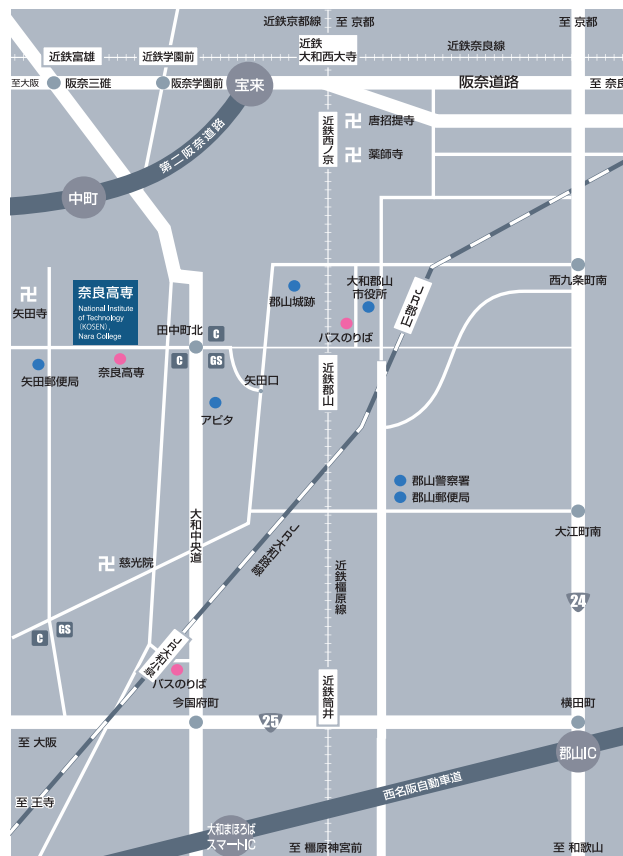 近鉄京都線
至 京都
至 京都
近鉄富雄
近鉄学園前
近鉄
大和西大寺
近鉄奈良線
至大阪
阪奈三碓
阪奈学園前
宝来
阪奈道路
至 奈良
近鉄西ノ京
唐招提寺
薬師寺
第二阪奈道路
中町
西九条町南
矢田寺
奈良高専
National Institute
of Technology
(KOSEN),
Nara College
郡山城跡
大和郡山
市役所
JR郡山
田中町北
C
バスのりば
矢田郵便局
奈良高専
C
GS
矢田口
近鉄郡山
アピタ
郡山警察署
郡山郵便局
大和中央道
大江町南
JR大和路線
慈光院
近鉄橿原線
24
C
GS
JR大和小泉
バスのりば
近鉄筒井
今国府町
25
横田町
至 大阪
郡山IC
西名阪自動車道
至 王寺
大和まほろば
スマートIC
至 橿原神宮前
至 和歌山